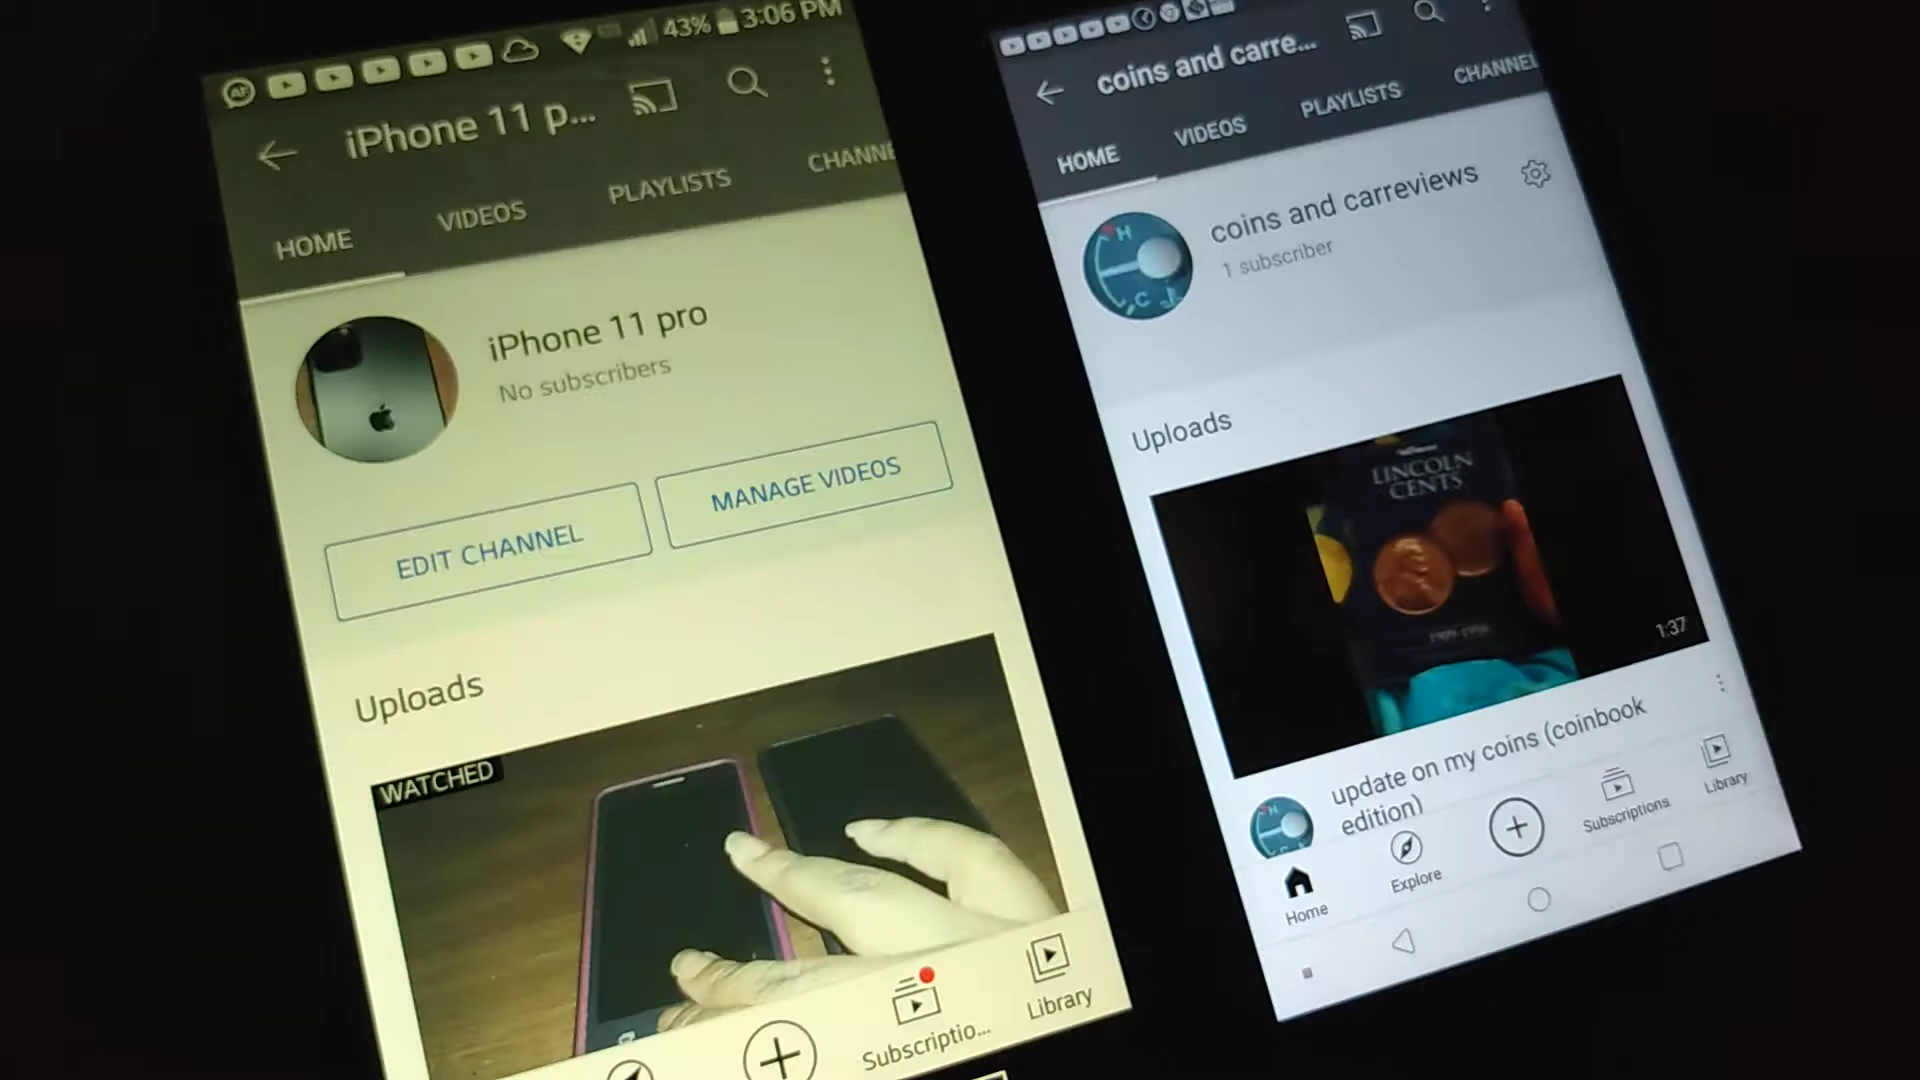 43% 3:06 PM
iPhone 11 p...
HOME
VIDEOS
PLAYLISTS
CHANNE
iPhone 11 pro
No subscribers
EDIT CHANNEL
MANAGE VIDEOS
Uploads
WATCHED
Subscriptio...
Library
coins and carre...
HOME
VIDEOS
PLAYLISTS
CHANNEL
H
C
coins and carreviews
1 subscriber
Uploads
LINCOLN
CENTS
1:37
update on my coins (coinbook
edition)
Home
Explore
Subscriptions
Library